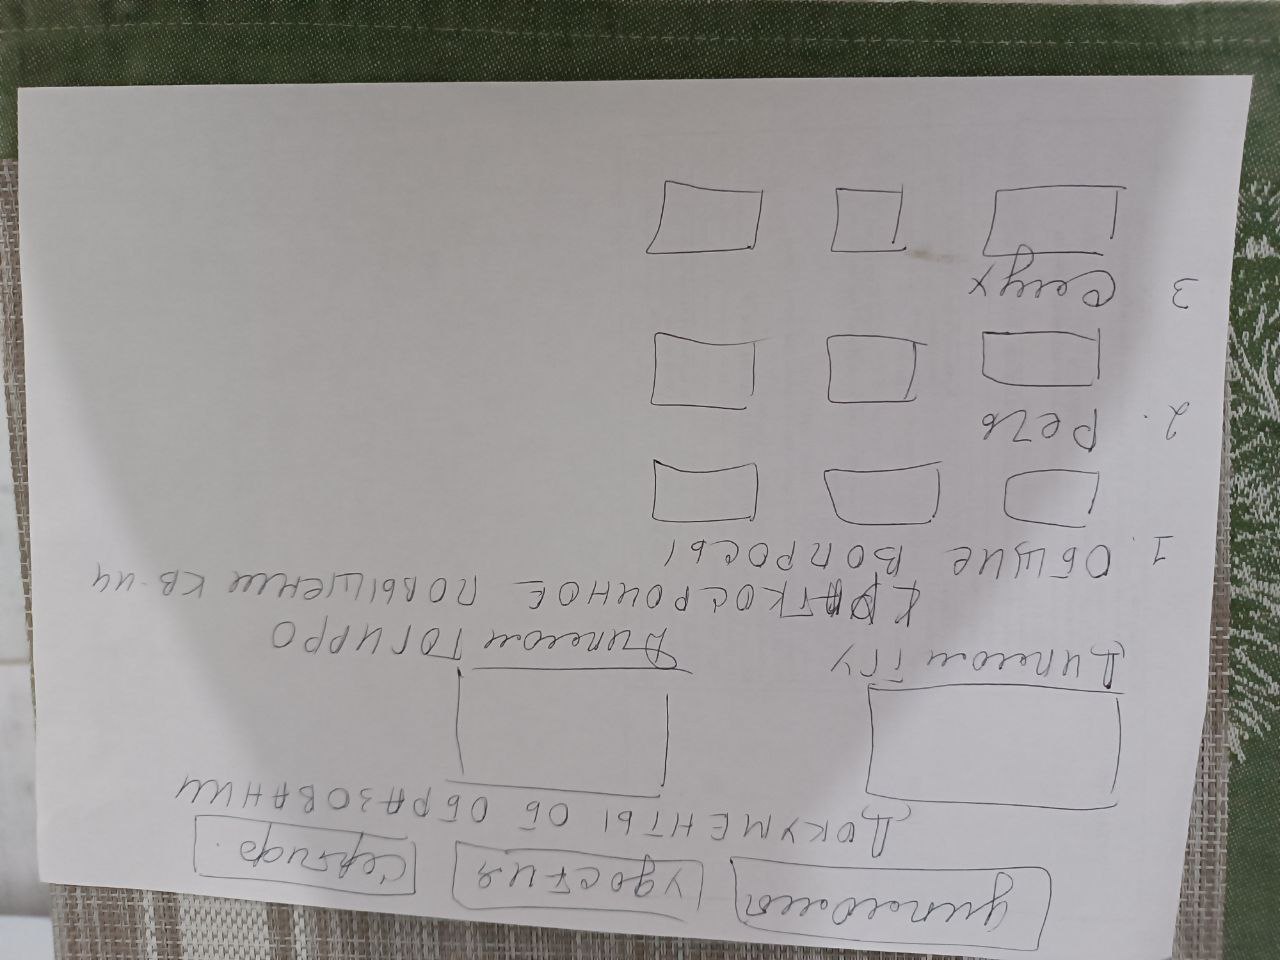 дипломы удостия сертиф.
ДОКУМЕНТЫ ОБ ОБРАЗОВАНИИ
Диплом ТГУ Диплом ТОГИРРО
КРАТКОСРОЧНОЕ ПОВЫШЕНИИ КВ-ИИ
1. ОБЩИЕ ВОПРОСЫ
2. Речь
3 Слух